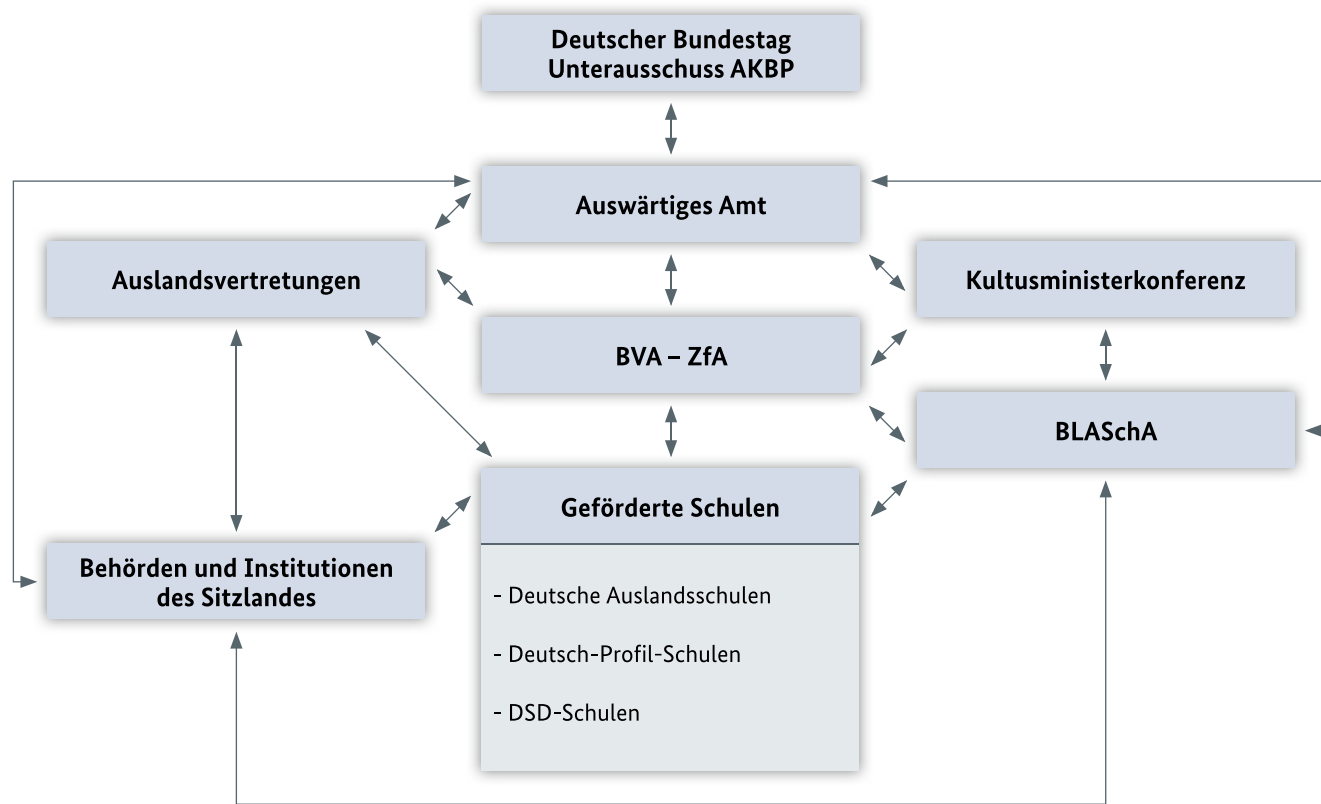 Deutscher Bundestag
Unterausschuss AKBP
Auswärtiges Amt
Auslandsvertretungen
Kultusministerkonferenz
BVA – ZfA
BLASchA
Geförderte Schulen
Behörden und Institutionen
des Sitzlandes
- Deutsche Auslandsschulen
- Deutsch-Profil-Schulen
- DSD-Schulen